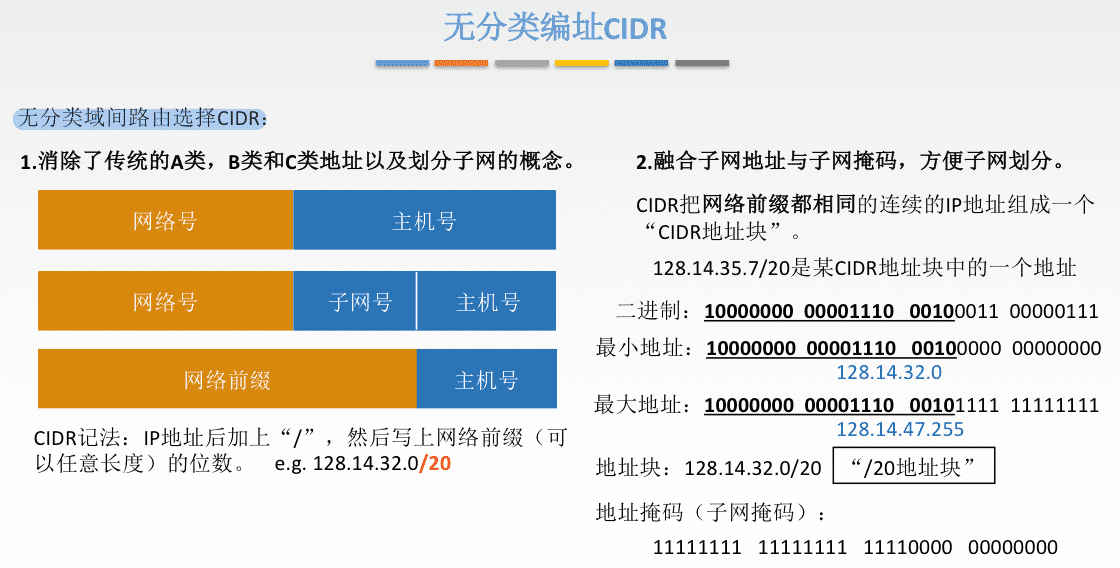 无分类编址CIDR
无分类域间路由选择CIDR：
1.消除了传统的A类，B类和C类地址以及划分子网的概念。
网络号 主机号
网络号 子网号 主机号
网络前缀 主机号
CIDR记法：IP地址后加上“/”，然后写上网络前缀（可
以任意长度）的位数。 e.g. 128.14.32.0/20
2.融合子网地址与子网掩码，方便子网划分。
CIDR把网络前缀都相同的连续的IP地址组成一个
“CIDR地址块”。
128.14.35.7/20是某CIDR地址块中的一个地址
二进制：10000000 00001110 00100011 00000111
最小地址：10000000 00001110 00100000 00000000
128.14.32.0
最大地址：10000000 00001110 00101111 11111111
128.14.47.255
地址块：128.14.32.0/20 “/20地址块”
地址掩码（子网掩码）：
11111111 11111111 11110000 00000000